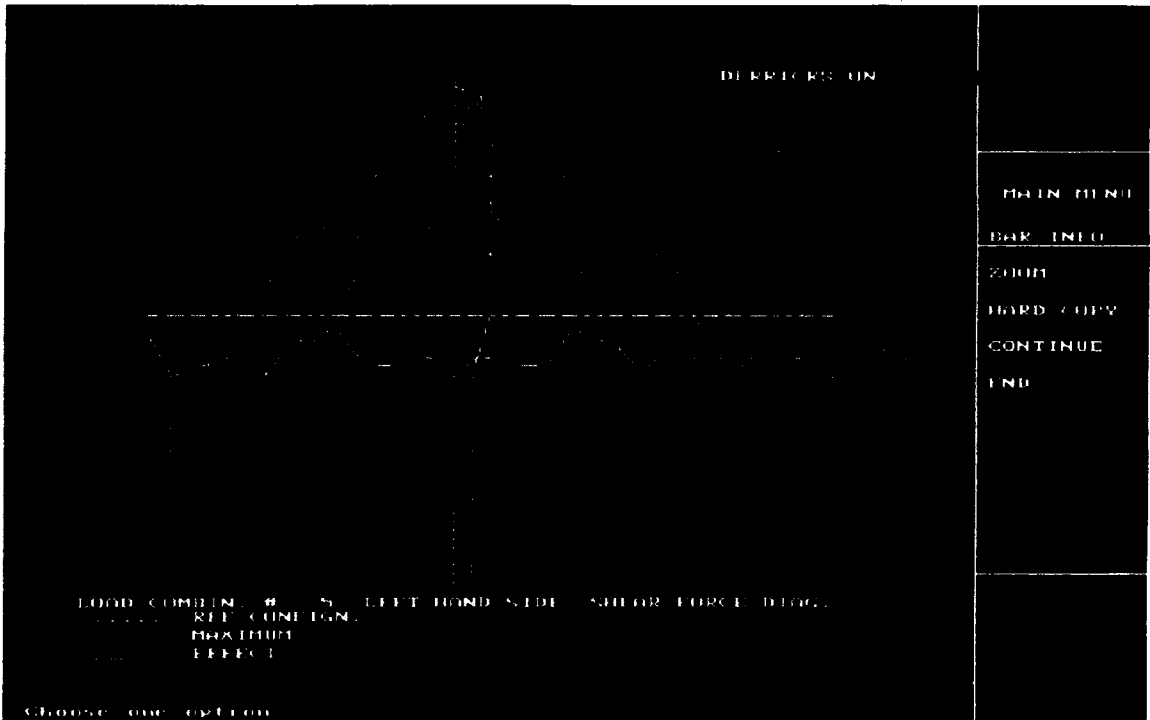 DERRICKS ON
MAIN MENU
BAR INFO
ZOOM
HARD COPY
CONTINUE
END
LOAD COMBIN. # 5 LEFT HAND SIDE SHEAR FORCE DIAG.
REF CONFIGN.
MAXIMUM
EFFECT
Choose one option